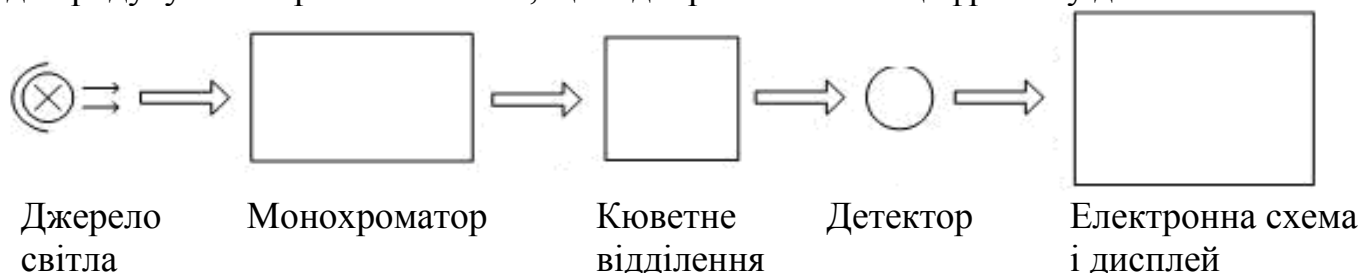 Джерело світла
Монохроматор
Кюветне відділення
Детектор
Електронна схема і дисплей